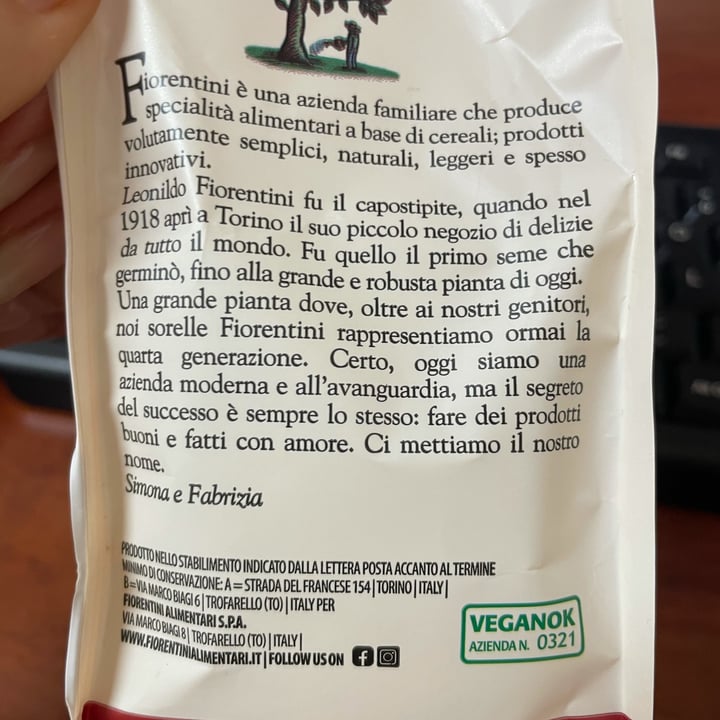 Fiorentini è una azienda familiare che produce
specialità alimentari a base di cereali; prodotti
volutamente semplici, naturali, leggeri e spesso
innovativi.
Leonildo Fiorentini fu il capostipite, quando nel
1918 aprì a Torino il suo piccolo negozio di delizie
da tutto il mondo. Fu quello il primo seme che
germinò, fino alla grande e robusta pianta di oggi.
Una grande pianta dove, oltre ai nostri genitori,
noi sorelle Fiorentini rappresentiamo ormai la
quarta generazione. Certo, oggi siamo una
azienda moderna e all'avanguardia, ma il segreto
del successo è sempre lo stesso: fare dei prodotti
buoni e fatti con amore. Ci mettiamo il nostro
nome.
Simona e Fabrizia
PRODOTTO NELLO STABILIMENTO INDICATO DALLA LETTERA POSTA ACCANTO AL TERMINE
MINIMO DI CONSERVAZIONE: A = STRADA DEL FRANCESE 154 | TORINO | ITALY |
B = VIA MARCO BIAGI 6 | TROFARELLO (TO) | ITALY PER
FIORENTINI ALIMENTARI S.P.A.
VIA MARCO BIAGI 8 | TROFARELLO (TO) | ITALY |
WWW.FIORENTINIALIMENTARI.IT | FOLLOW US ON
VEGANOK
AZIENDA N. 0321